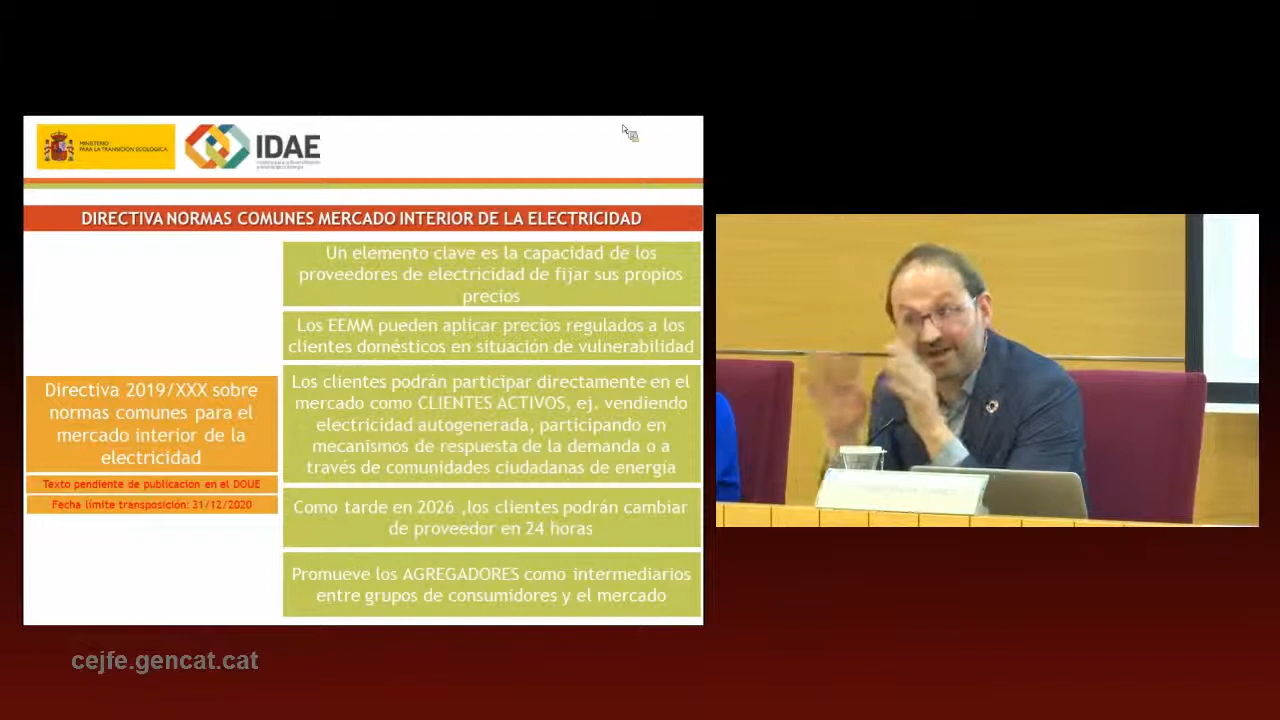 MINISTERIO
PARA LA TRANSICIÓN ECOLÓGICA
IDAE
DIRECTIVA NORMAS COMUNES MERCADO INTERIOR DE LA ELECTRICIDAD
Directiva 2019/XXX sobre
normas comunes para el
mercado interior de la
electricidad
Texto pendiente de publicación en el DOUE
Fecha límite transposición: 31/12/2020
Un elemento clave es la capacidad de los
proveedores de electricidad de fijar sus propios
precios
Los EEMM pueden aplicar precios regulados a los
clientes domésticos en situación de vulnerabilidad
Los clientes podrán participar directamente en el
mercado como CLIENTES ACTIVOS, ej. vendiendo
electricidad autogenerada, participando en
mecanismos de respuesta de la demanda o a
través de comunidades ciudadanas de energía
Como tarde en 2026 ,los clientes podrán cambiar
de proveedor en 24 horas
Promueve los AGREGADORES como intermediarios
entre grupos de consumidores y el mercado
cejfe.gencat.cat